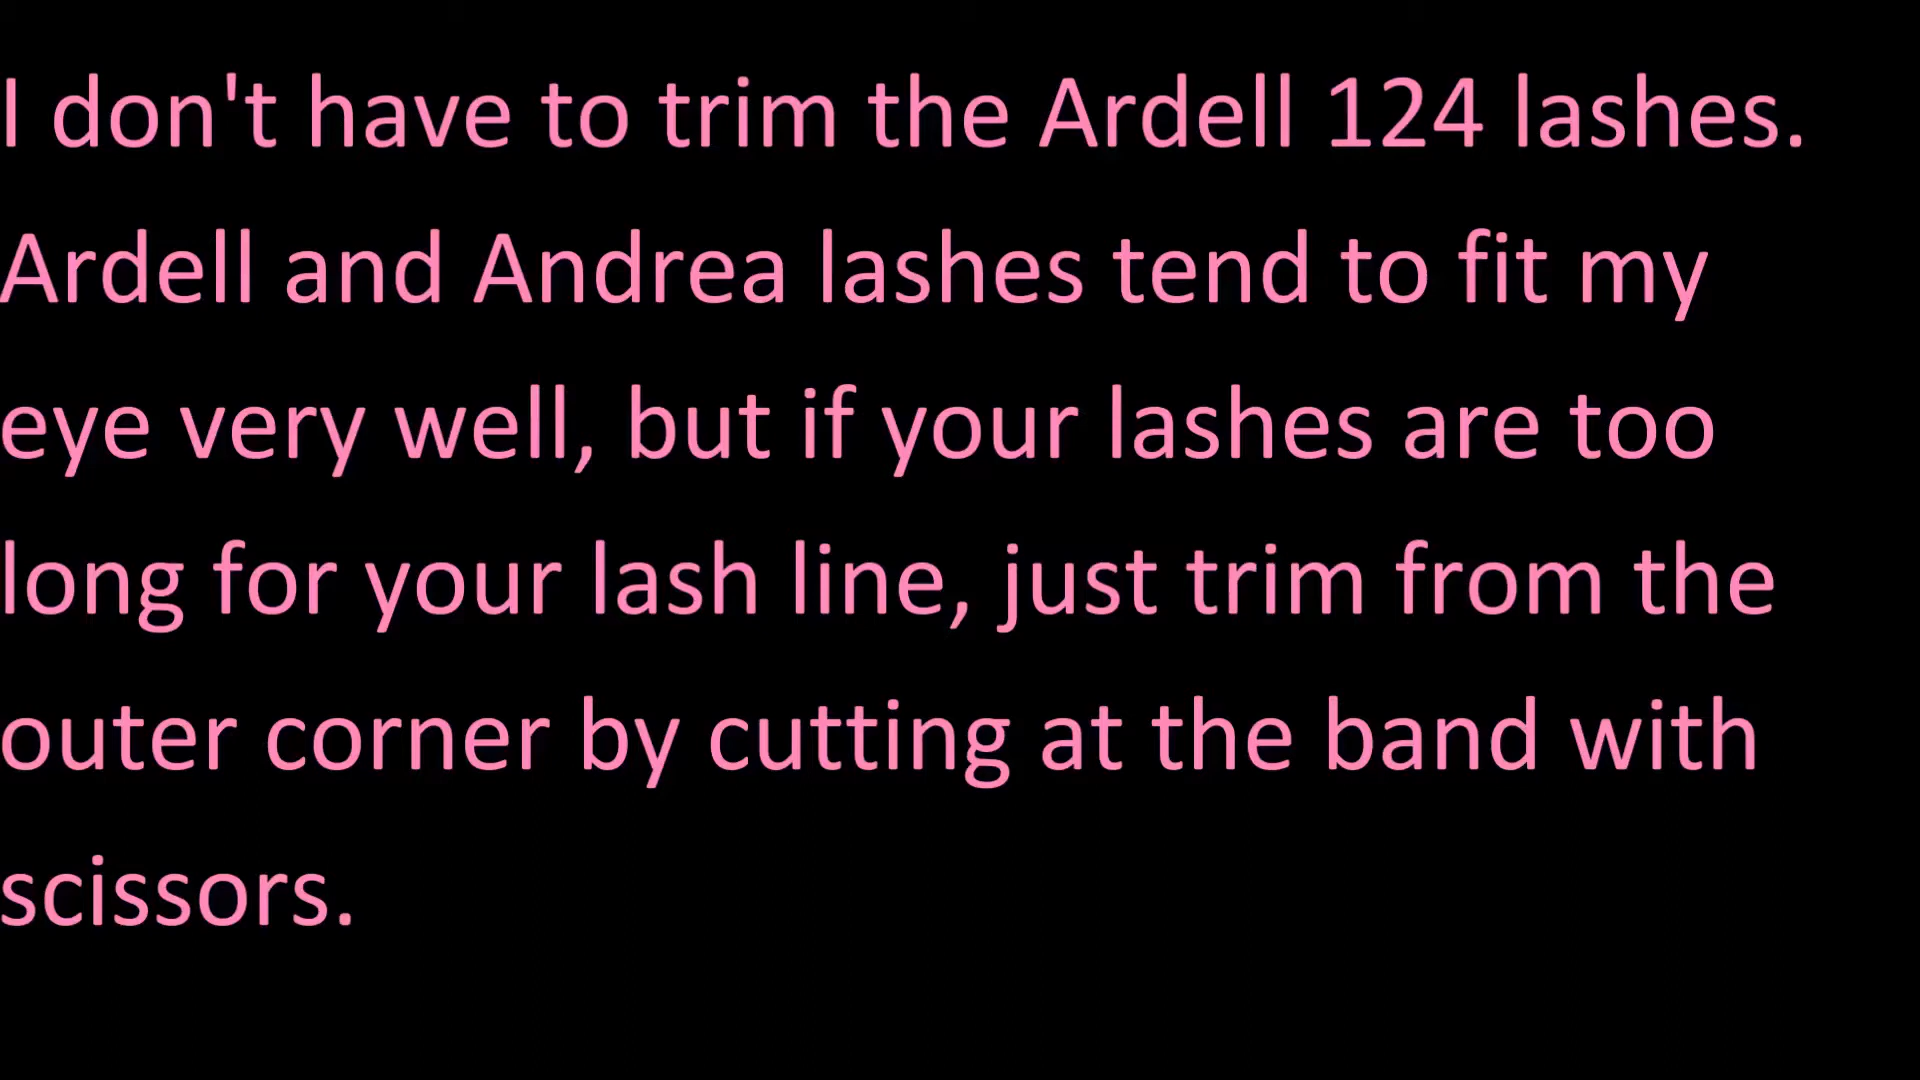 I don't have to trim the Ardell 124 lashes.
Ardell and Andrea lashes tend to fit my
eye very well, but if your lashes are too
long for your lash line, just trim from the
outer corner by cutting at the band with
scissors.